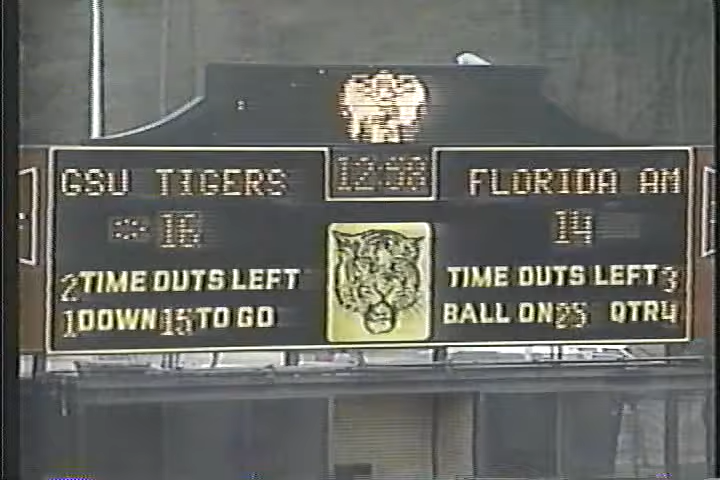 GSU TIGERS 12:58 FLORIDA AM
16 14
2 TIME OUTS LEFT TIME OUTS LEFT 3
1 DOWN 15 TO GO BALL ON 25 QTR 4